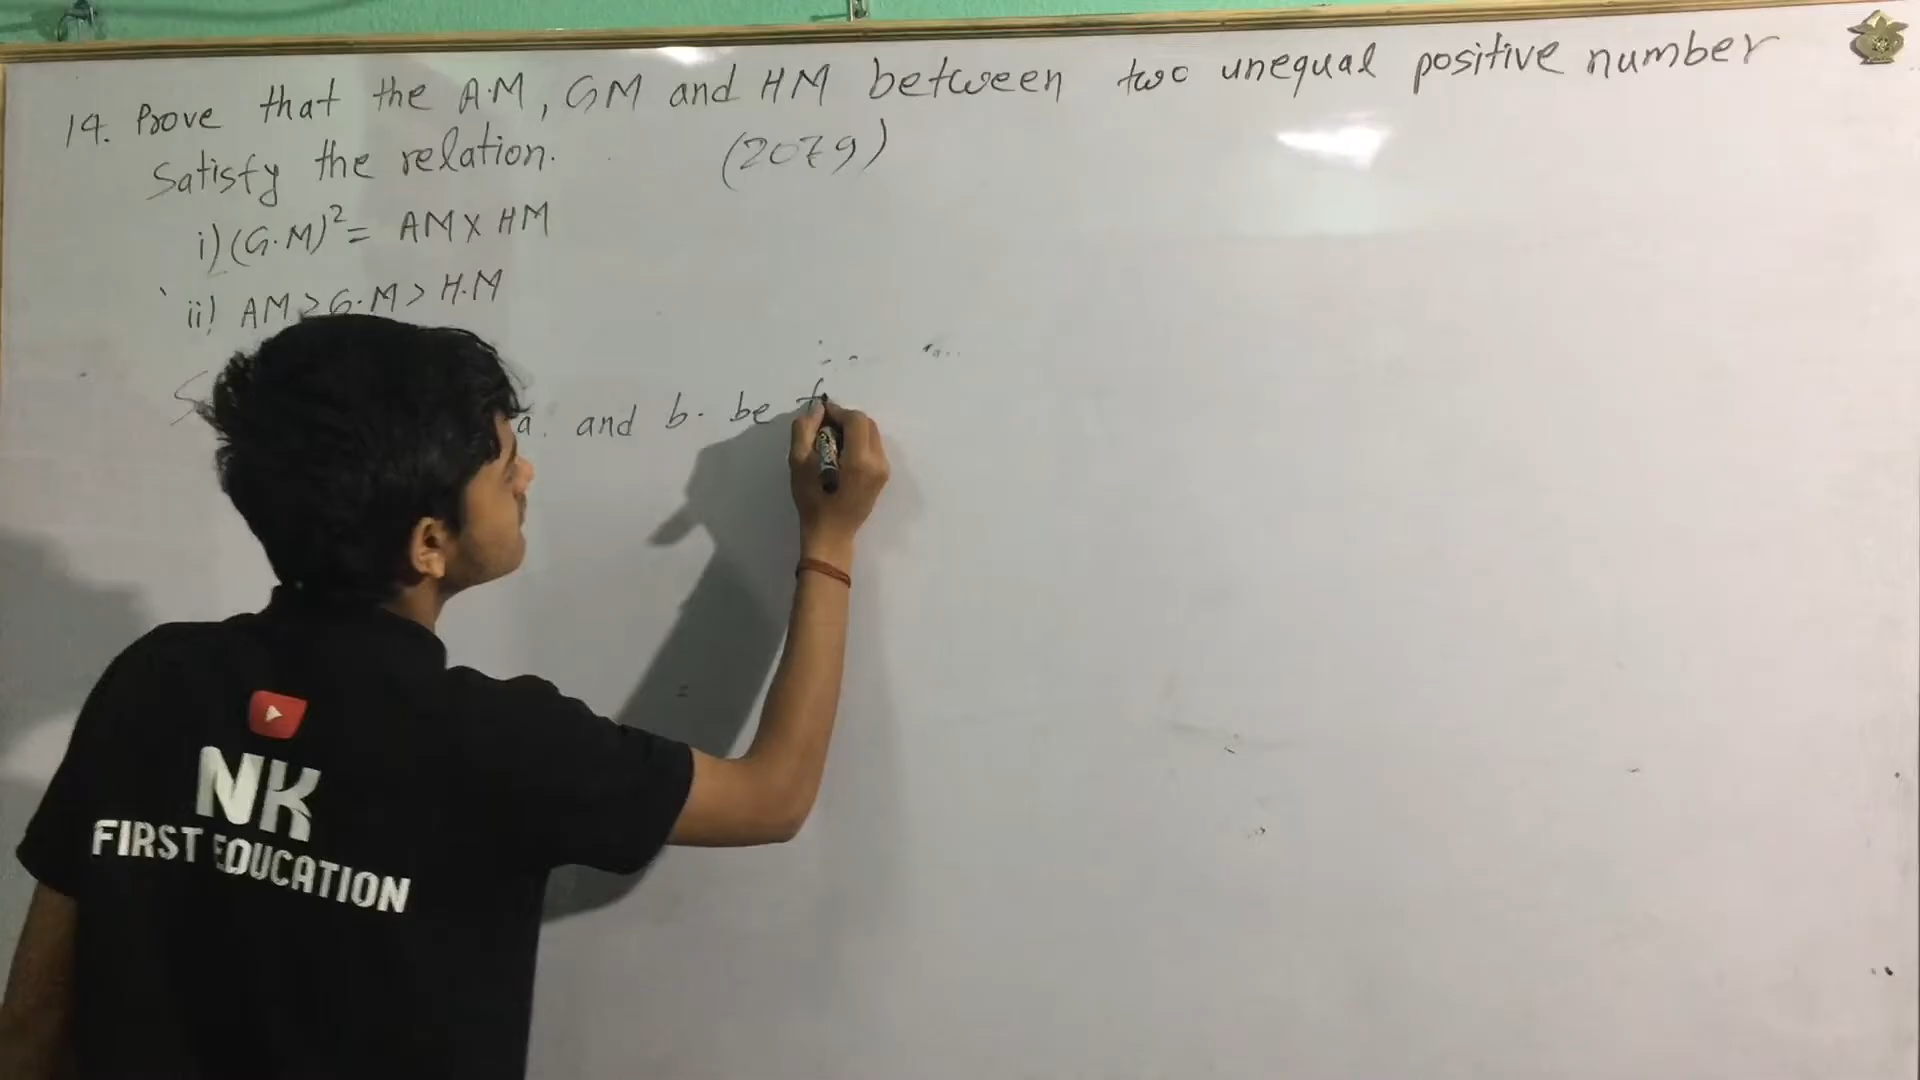 14. Prove that the A.M, GM and HM between two unequal positive number
Satisfy the relation. (2079)
i) (G.M)² = AM X HM
ii) AM > G.M > H.M
a. and b. be
NK
FIRST EDUCATION